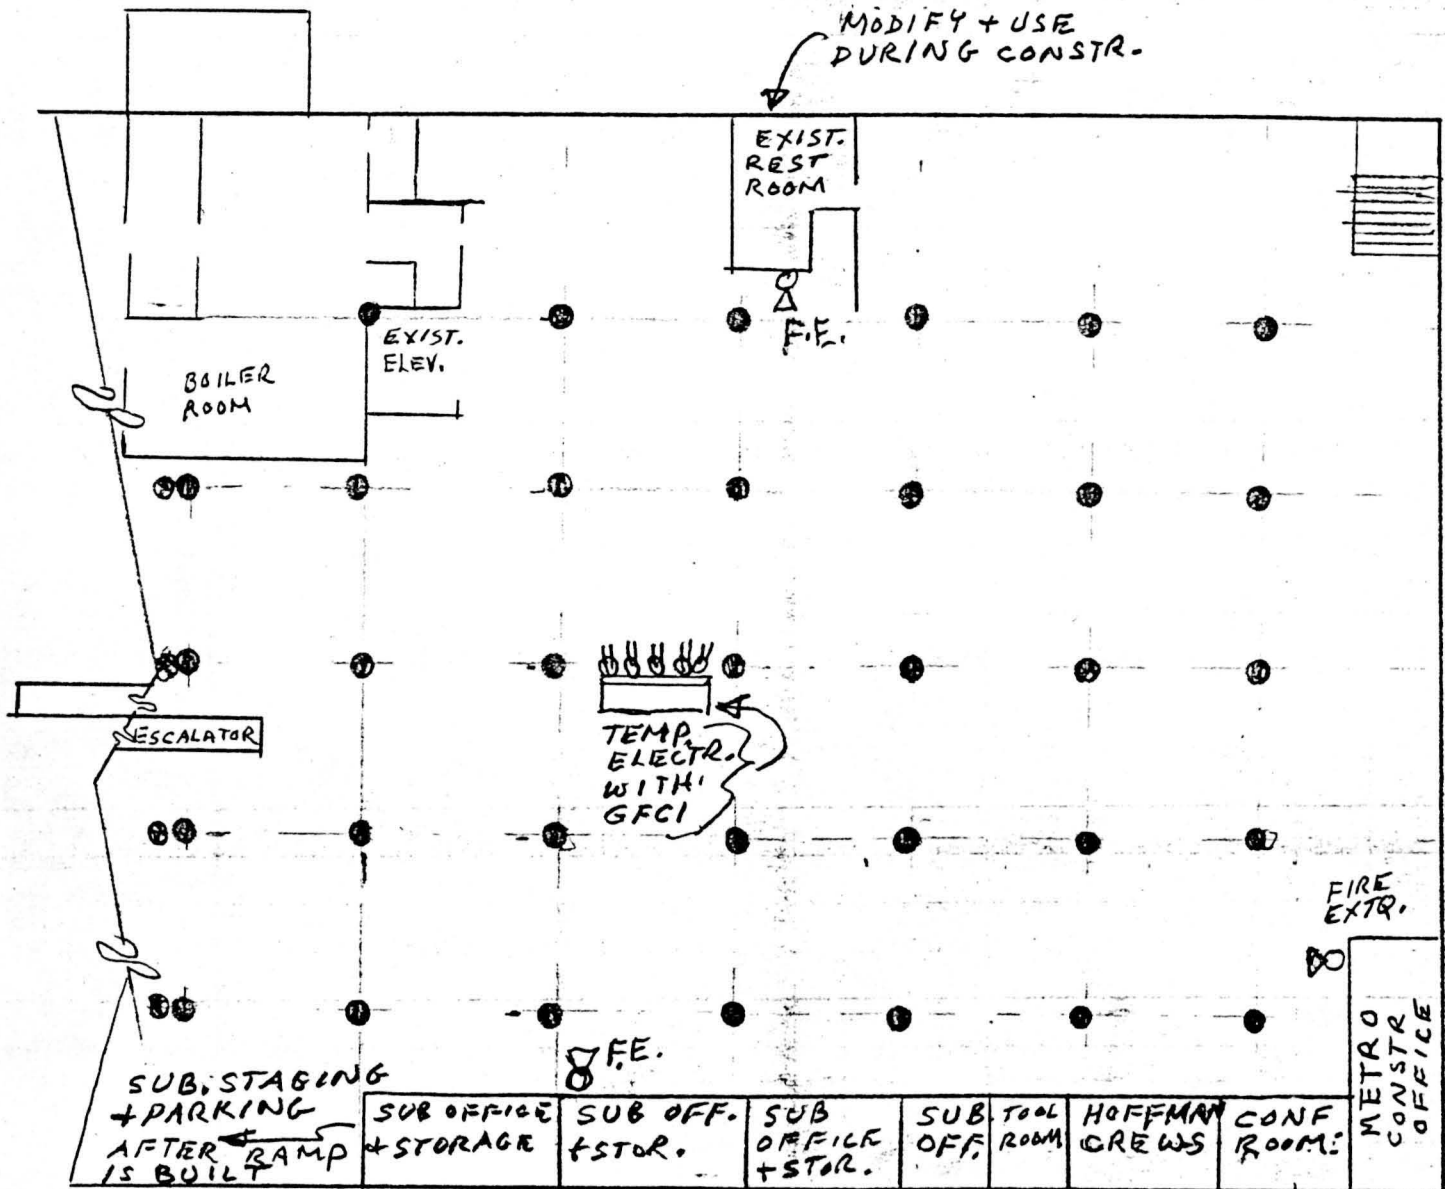 MODIFY + USE
DURING CONSTR.
EXIST.
REST
ROOM
F.E.
EXIST.
ELEV.
BOILER
ROOM
ESCALATOR
TEMP.
ELECTR.
WITH
GFCI
FIRE
EXTQ.
F.E.
SUB. STAGING
+ PARKING
AFTER RAMP
IS BUILT
SUB OFFICE
+ STORAGE
SUB OFF.
+ STOR.
SUB
OFFICE
+ STOR.
SUB
OFF.
TOOL
ROOM
HOFFMAN
CREWS
CONF
ROOM:
METRO
CONSTR
OFFICE